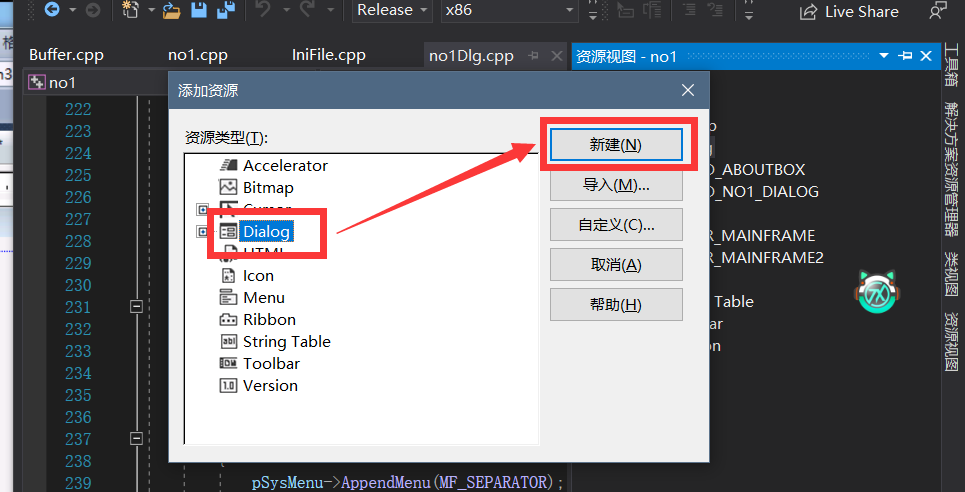 Release
x86
Live Share
Buffer.cpp
no1.cpp
IniFile.cpp
no1Dlg.cpp
资源视图 - no1
no1
添加资源
资源类型(T):
Accelerator
Bitmap
Dialog
Icon
Menu
Ribbon
String Table
Toolbar
Version
新建(N)
导入(M)...
自定义(C)...
取消(A)
帮助(H)
222
223
224
225
226
227
228
229
230
231
232
233
234
235
236
237
238
239
pSysMenu->AppendMenu(MF_SEPARATOR);
D_ABOUTBOX
D_NO1_DIALOG
R_MAINFRAME
R_MAINFRAME2
Table
工具箱
解决方案资源管理器
类视图
资源视图